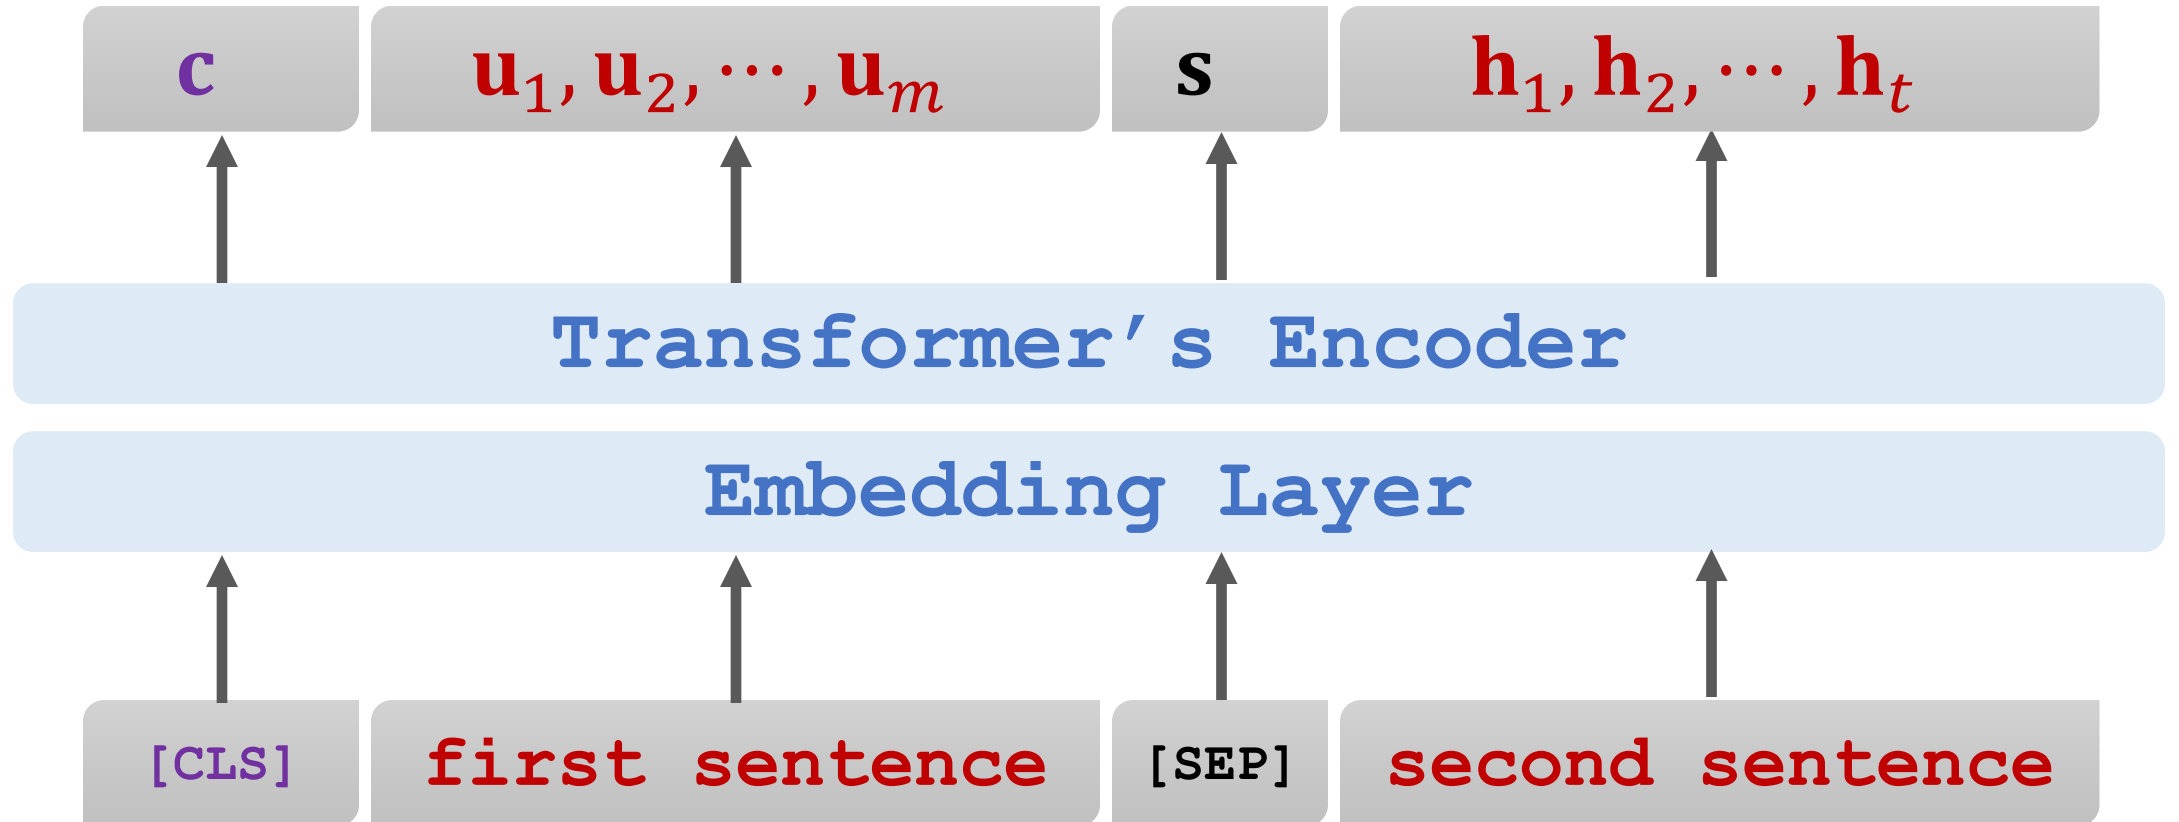 c u₁, u₂, ⋯, uₘ s h₁, h₂, ⋯, hₜ
Transformer’s Encoder
Embedding Layer
[CLS] first sentence [SEP] second sentence